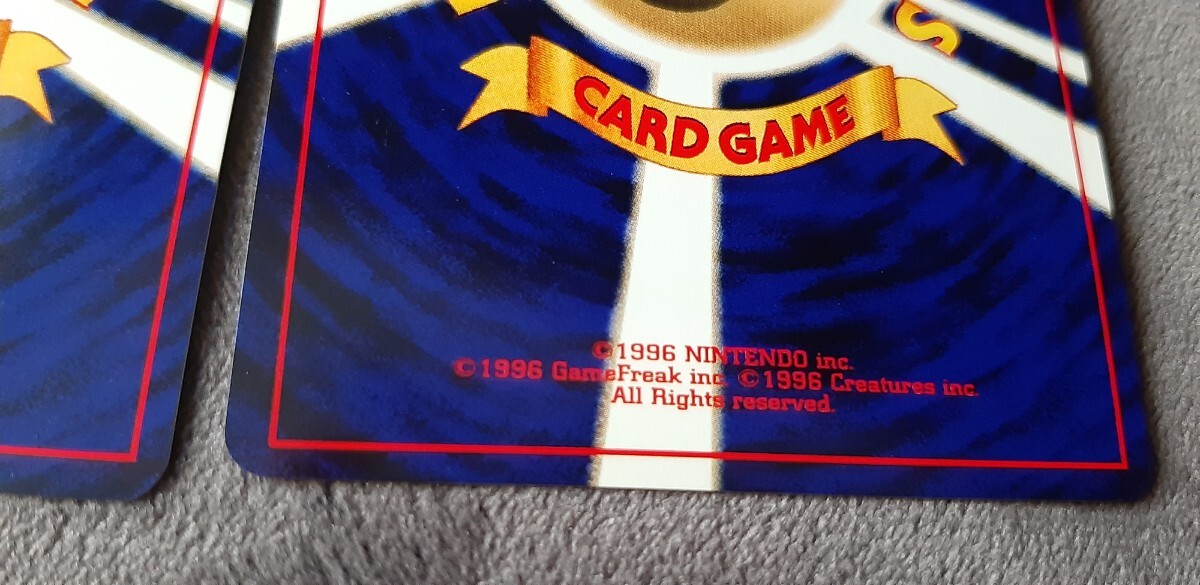 S
CARD GAME
©1996 NINTENDO inc.
©1996 GameFreak inc. ©1996 Creatures inc.
All Rights reserved.